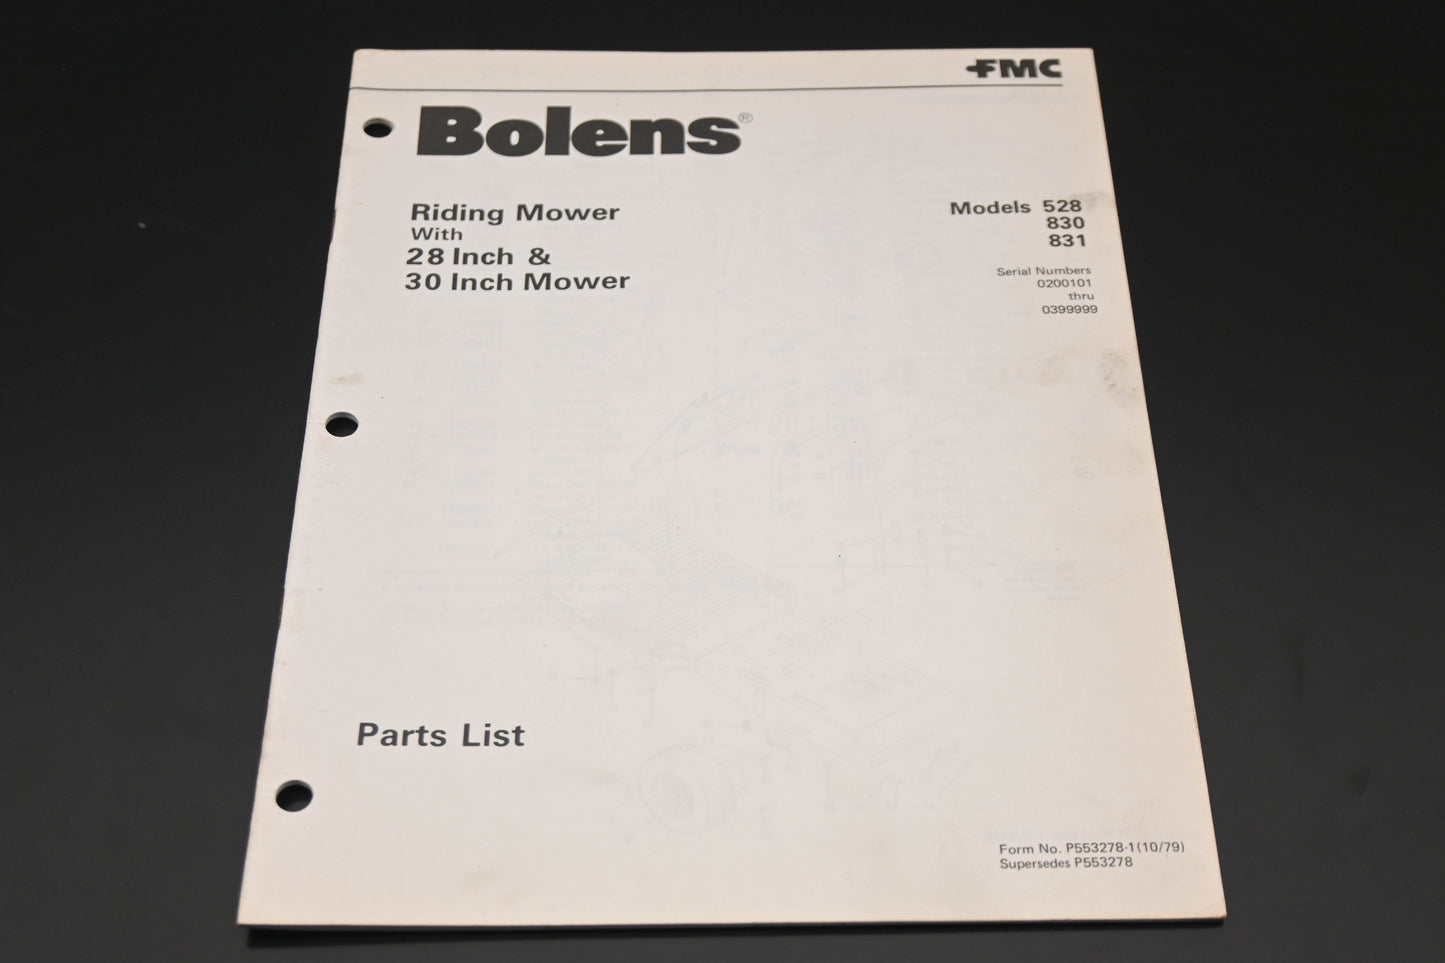 FMC
Bolens®
Riding Mower
With
28 Inch &
30 Inch Mower
Models 528
830
831
Serial Numbers
0200101
thru
0399999
Parts List
Form No. P553278-1 (10/79)
Supersedes P553278